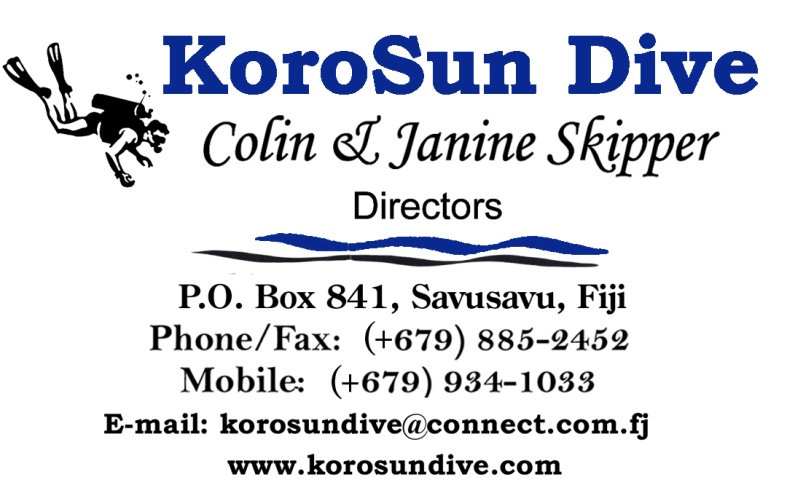 KoroSun Dive
Colin & Janine Skipper
Directors
P.O. Box 841, Savusavu, Fiji
Phone/Fax: (+679) 885-2452
Mobile: (+679) 934-1033
E-mail: korosundive@connect.com.fj
www.korosundive.com